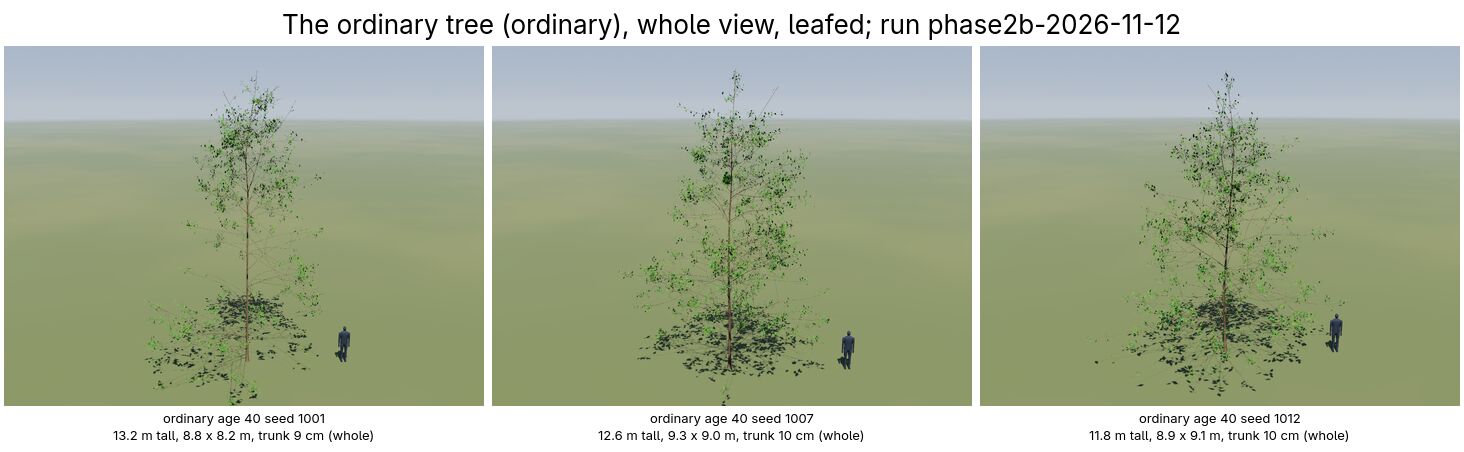 The ordinary tree (ordinary), whole view, leafed; run phase2b-2026-11-12
ordinary age 40 seed 1001
13.2 m tall, 8.8 x 8.2 m, trunk 9 cm (whole)
ordinary age 40 seed 1007
12.6 m tall, 9.3 x 9.0 m, trunk 10 cm (whole)
ordinary age 40 seed 1012
11.8 m tall, 8.9 x 9.1 m, trunk 10 cm (whole)